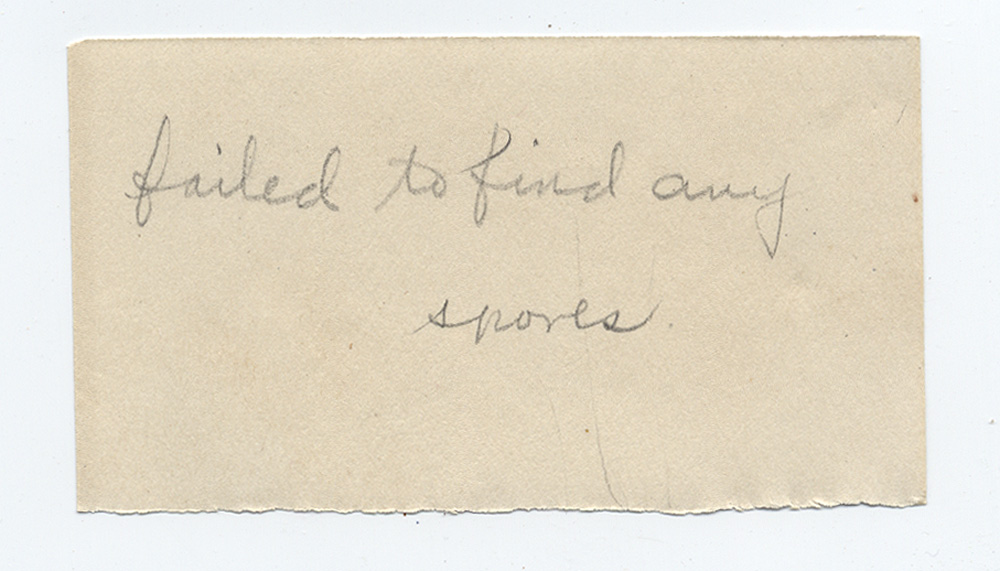 failed to find any
spores